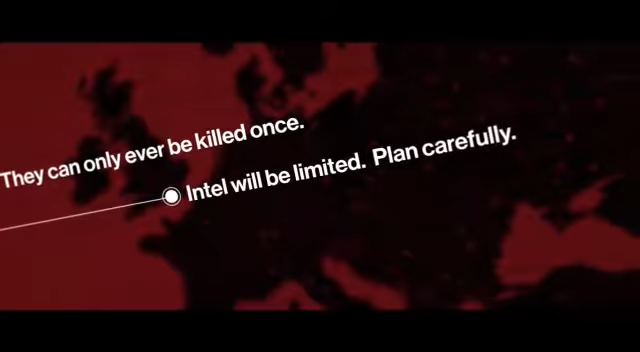 They can only ever be killed once.
Intel will be limited. Plan carefully.